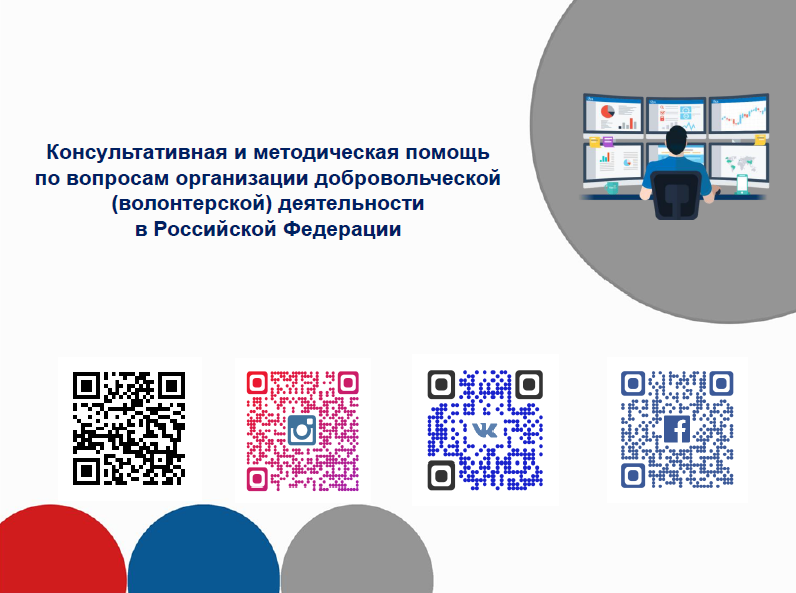 Консультативная и методическая помощь
по вопросам организации добровольческой
(волонтерской) деятельности
в Российской Федерации